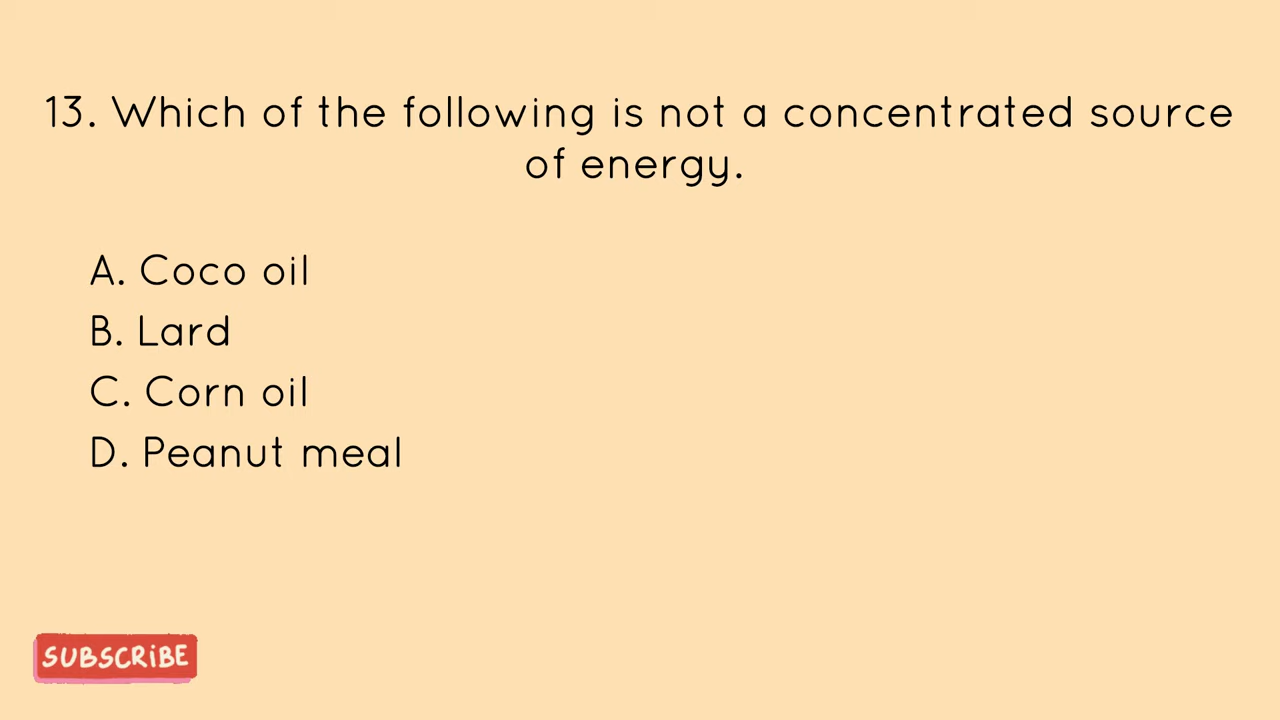 13. Which of the following is not a concentrated source
of energy.
A. Coco oil
B. Lard
C. Corn oil
D. Peanut meal
SUBSCRiBE